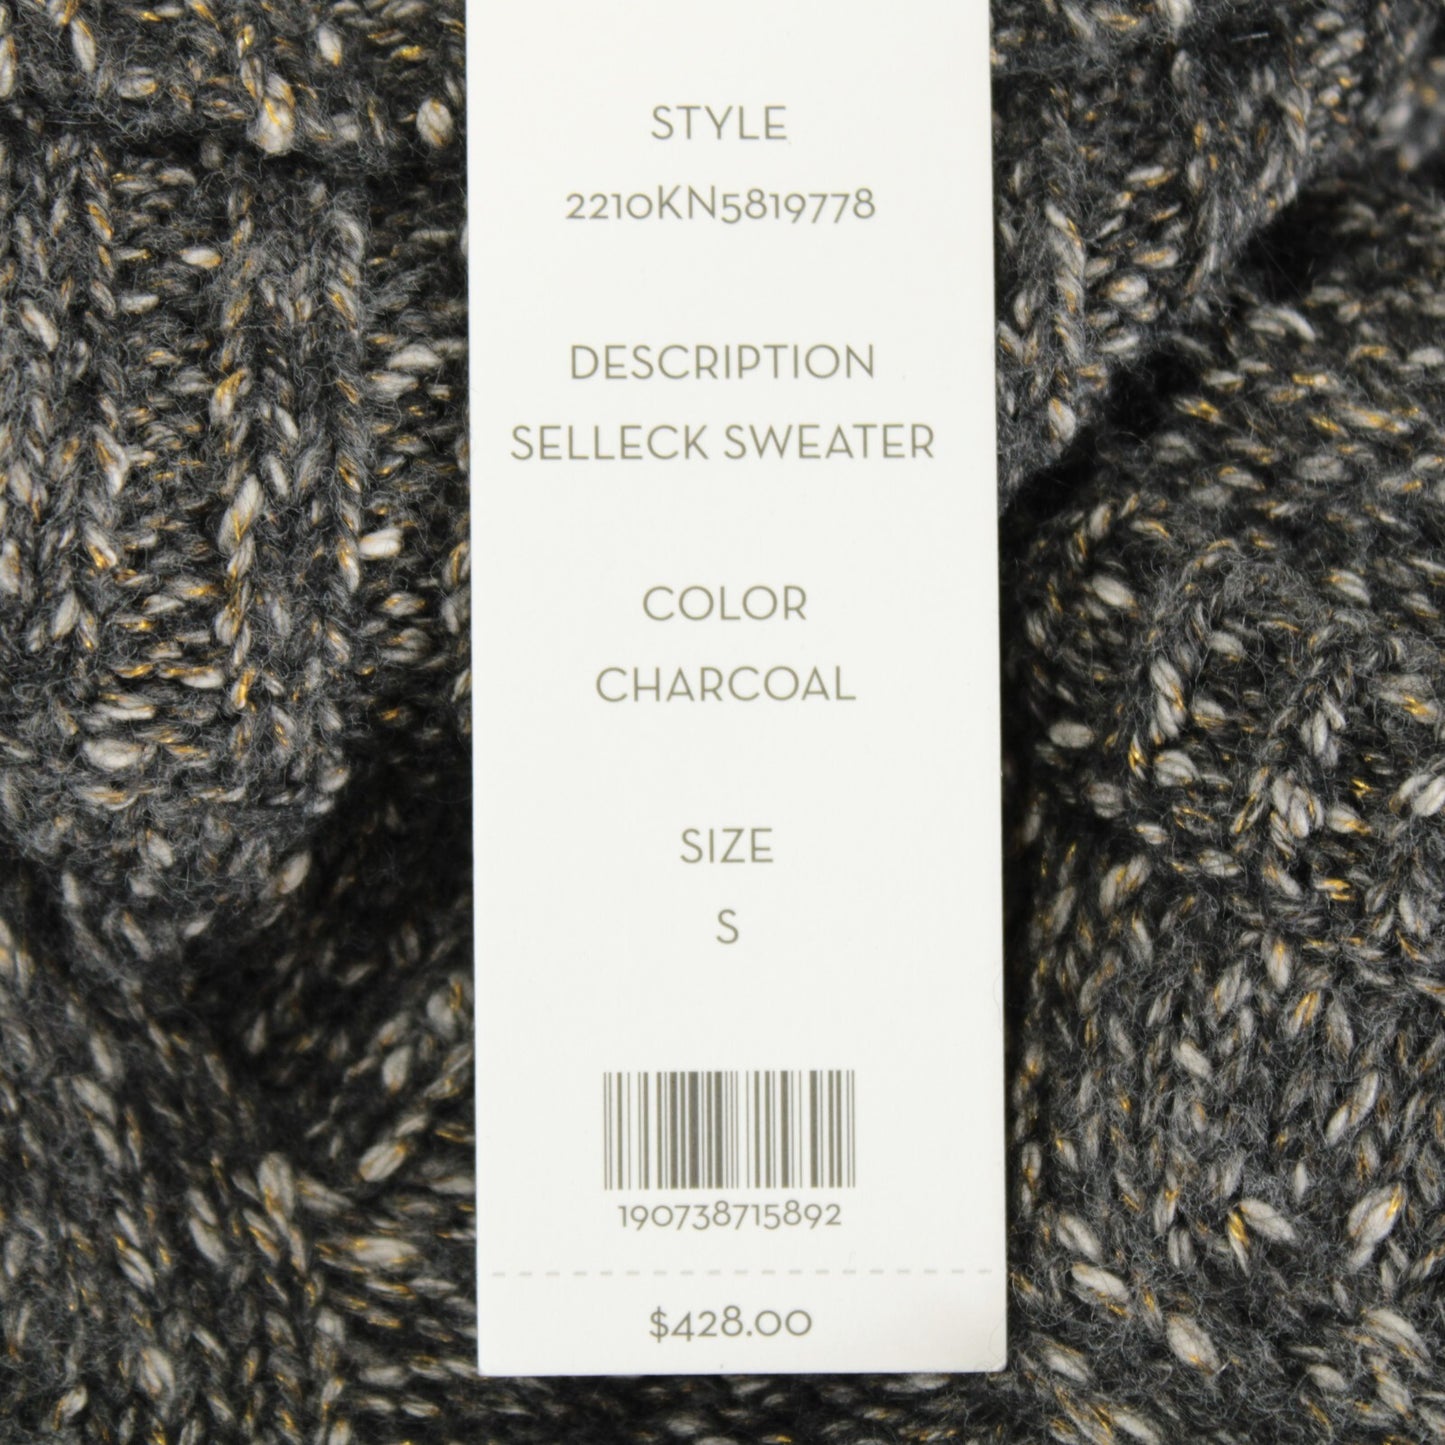 STYLE
2210KN5819778
DESCRIPTION
SELLECK SWEATER
COLOR
CHARCOAL
SIZE
S
190738715892
$428.00